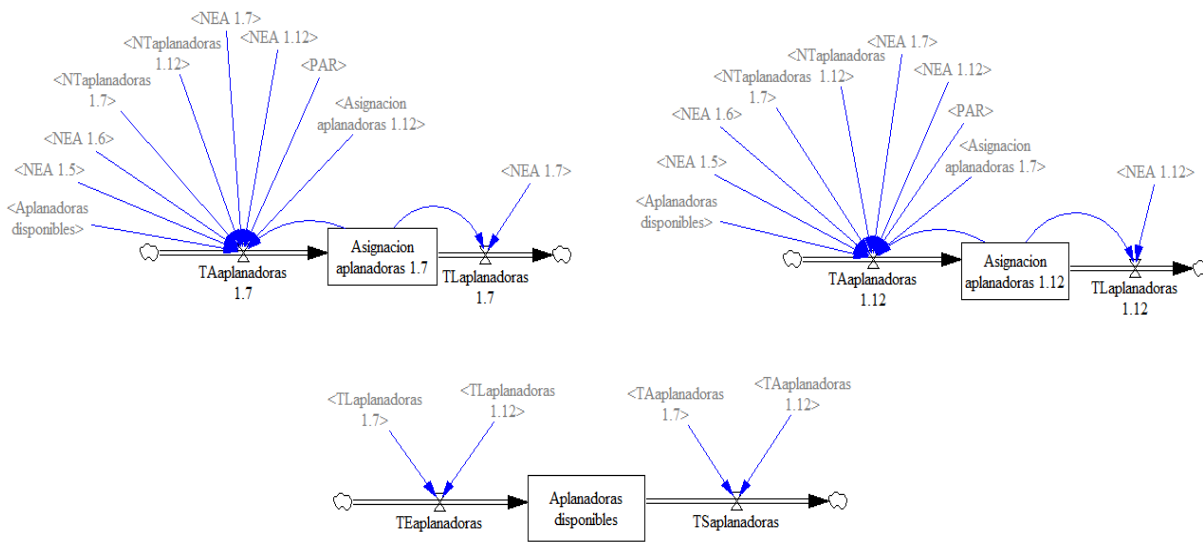 <NEA 1.7>
<NTaplanadoras
1.12>
<NEA 1.12>
<PAR>
<NTaplanadoras
1.7>
<Asignacion
aplanadoras 1.12>
<NEA 1.6>
<NEA 1.5>
<Aplanadoras
disponibles>
<NEA 1.7>
TAaplanadoras
1.7
Asignacion
aplanadoras 1.7
TLaplanadoras
1.7
<NEA 1.7>
<NTaplanadoras
1.12>
<NEA 1.12>
<NTaplanadoras
1.7>
<PAR>
<NEA 1.6>
<Asignacion
aplanadoras 1.7>
<NEA 1.5>
<Aplanadoras
disponibles>
<NEA 1.12>
TAaplanadoras
1.12
Asignacion
aplanadoras 1.12
TLaplanadoras
1.12
<TLaplanadoras
1.7>
<TLaplanadoras
1.12>
<TAaplanadoras
1.7>
<TAaplanadoras
1.12>
TEaplanadoras
Aplanadoras
disponibles
TSaplanadoras